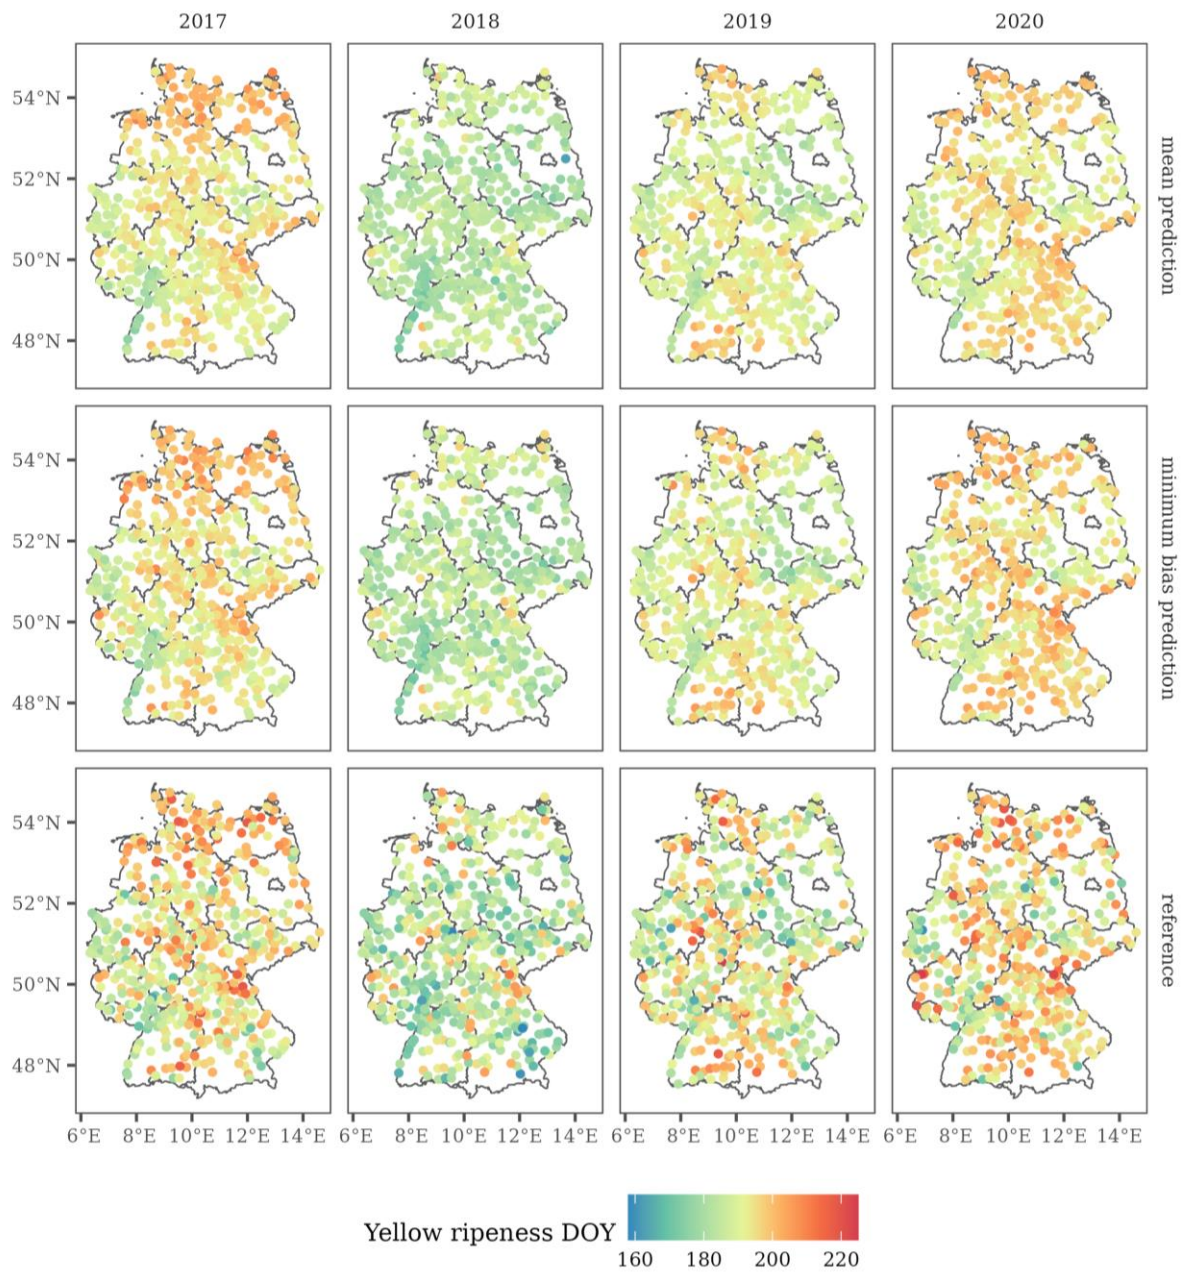 2017 2018 2019 2020
54°N
52°N
50°N
48°N
mean prediction
54°N
52°N
50°N
48°N
minimum bias prediction
54°N
52°N
50°N
48°N
reference
6°E 8°E 10°E 12°E 14°E 6°E 8°E 10°E 12°E 14°E 6°E 8°E 10°E 12°E 14°E 6°E 8°E 10°E 12°E 14°E
Yellow ripeness DOY
160 180 200 220